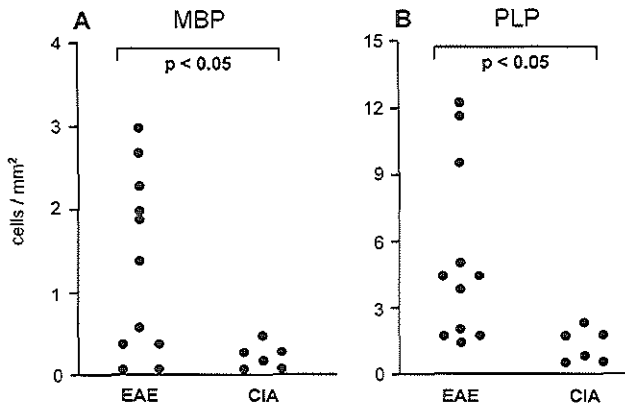 A MBP
p < 0.05
4
3
2
1
0
cells / mm²
EAE CIA
B PLP
p < 0.05
15
12
9
6
3
0
EAE CIA